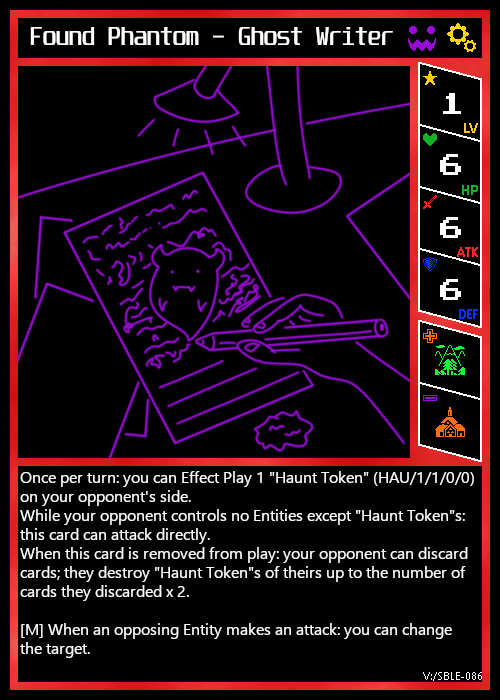 Found Phantom - Ghost Writer
1
LV
6
HP
6
ATK
6
DEF
Once per turn: you can Effect Play 1 "Haunt Token" (HAU/1/1/0/0)
on your opponent's side.
While your opponent controls no Entities except "Haunt Token"s:
this card can attack directly.
When this card is removed from play: your opponent can discard
cards; they destroy "Haunt Token"s of theirs up to the number of
cards they discarded x 2.
[M] When an opposing Entity makes an attack: you can change
the target.
V:/SBLE-086